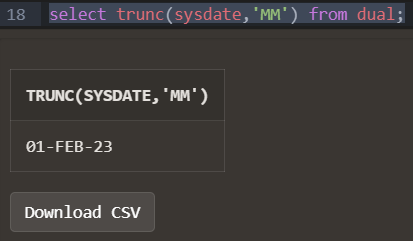 18 select trunc(sysdate,'MM') from dual;
TRUNC(SYSDATE,'MM')
01-FEB-23
Download CSV